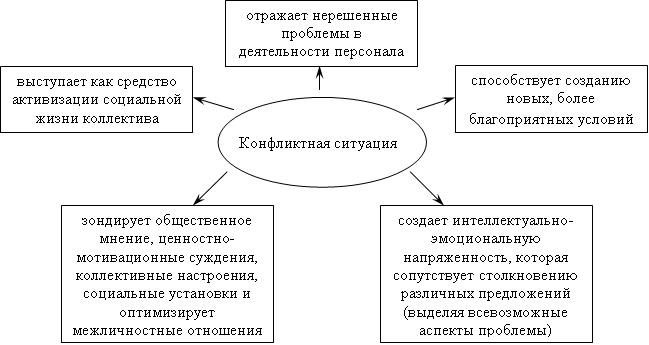 отражает нерешенные
проблемы в
деятельности персонала
выступает как средство
активизации социальной
жизни коллектива
способствует созданию
новых, более
благоприятных условий
Конфликтная ситуация
зондирует общественное
мнение, ценностно-
мотивационные суждения,
коллективные настроения,
социальные установки и
оптимизирует
межличностные отношения
создает интеллектуально-
эмоциональную
напряженность, которая
сопутствует столкновению
различных предложений
(выделяя всевозможные
аспекты проблемы)